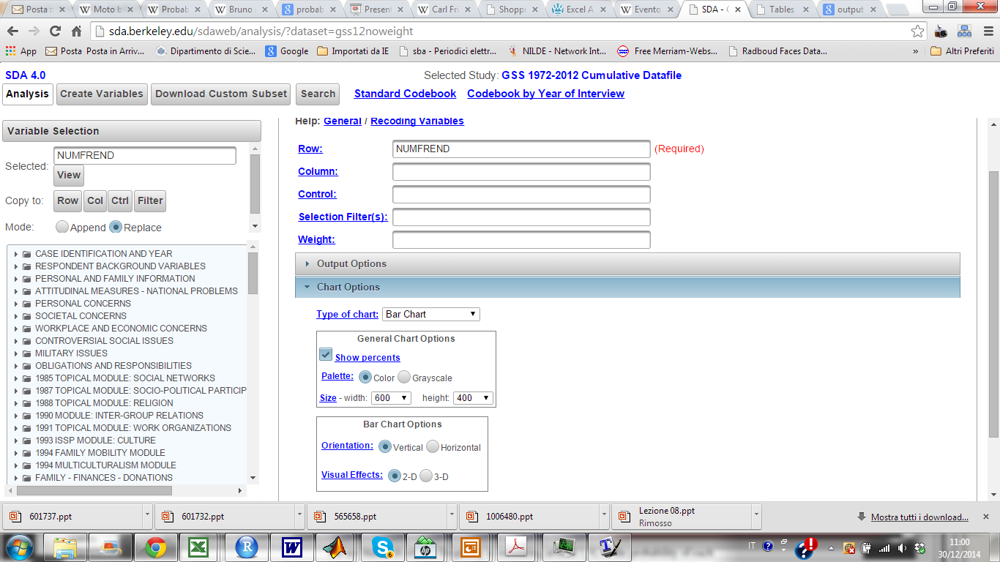 Posta
Moto b
Probab
Bruno
probab
Present
Carl Fri
Shoppi
Excel A
Evento
SDA - 
Tables
output
sda.berkeley.edu/sdaweb/analysis/?dataset=gss12noweight
App Posta Posta in Arriv... Dipartimento di Scie... Google Importati da IE sba - Periodici elettr... NILDE - Network Int... Free Merriam-Webs... Radboud Faces Data... » Altri Preferiti
SDA 4.0 Selected Study: GSS 1972-2012 Cumulative Datafile
Analysis Create Variables Download Custom Subset Search Standard Codebook Codebook by Year of Interview
Variable Selection
Selected: NUMFREND
View
Copy to: Row Col Ctrl Filter
Mode: Append Replace
CASE IDENTIFICATION AND YEAR
RESPONDENT BACKGROUND VARIABLES
PERSONAL AND FAMILY INFORMATION
ATTITUDINAL MEASURES - NATIONAL PROBLEMS
PERSONAL CONCERNS
SOCIETAL CONCERNS
WORKPLACE AND ECONOMIC CONCERNS
CONTROVERSIAL SOCIAL ISSUES
MILITARY ISSUES
OBLIGATIONS AND RESPONSIBILITIES
1985 TOPICAL MODULE: SOCIAL NETWORKS
1987 TOPICAL MODULE: SOCIO-POLITICAL PARTICIP
1988 TOPICAL MODULE: RELIGION
1990 MODULE: INTER-GROUP RELATIONS
1991 TOPICAL MODULE: WORK ORGANIZATIONS
1993 ISSP MODULE: CULTURE
1994 FAMILY MOBILITY MODULE
1994 MULTICULTURALISM MODULE
FAMILY - FINANCES - DONATIONS
Help: General / Recoding Variables
Row: NUMFREND (Required)
Column:
Control:
Selection Filter(s):
Weight:
Output Options
Chart Options
Type of chart: Bar Chart
General Chart Options
Show percents
Palette: Color Grayscale
Size - width: 600 height: 400
Bar Chart Options
Orientation: Vertical Horizontal
Visual Effects: 2-D 3-D
601737.ppt
601732.ppt
565658.ppt
1006480.ppt
Lezione 08.ppt
Rimosso
Mostra tutti i download...
IT
11:00
30/12/2014